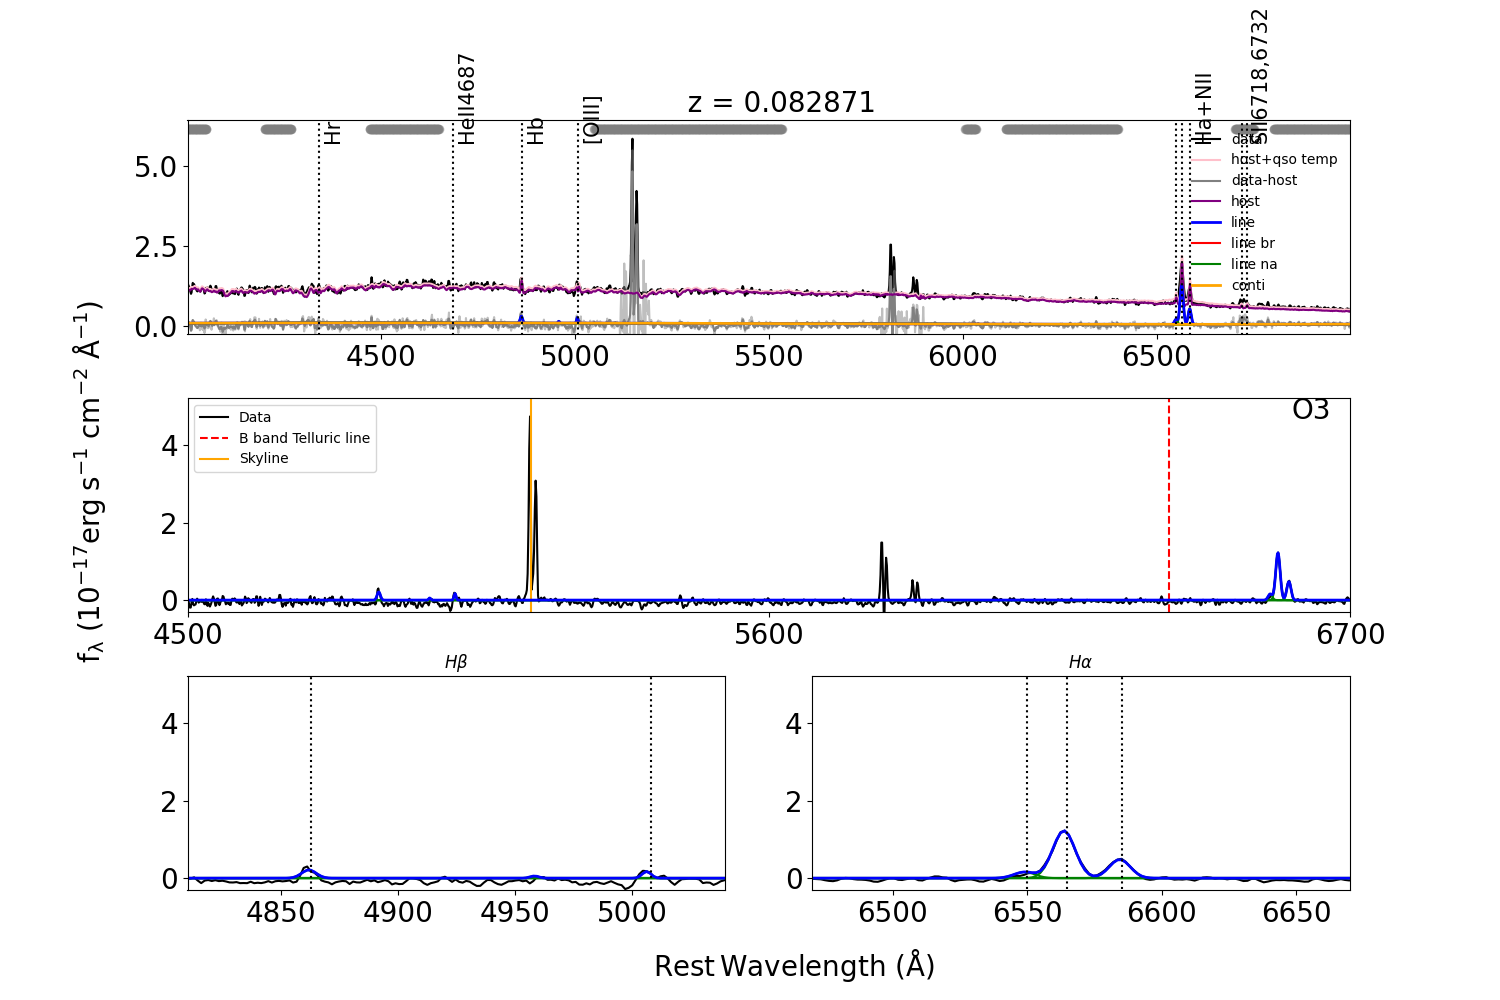 z = 0.082871
Hr
HeII4687
Hb
[OIII]
Ha+NII
SII6718,6732
data
host+qso temp
data-host
host
line
line br
line na
conti
5.0
2.5
0.0
4500
5000
5500
6000
6500
Data
B band Telluric line
Skyline
O3
4
2
0
4500
5600
6700
fλ (10−17erg s−1 cm−2 Å−1)
Hβ
4
2
0
4850
4900
4950
5000
Hα
4
2
0
6500
6550
6600
6650
Rest Wavelength (Å)